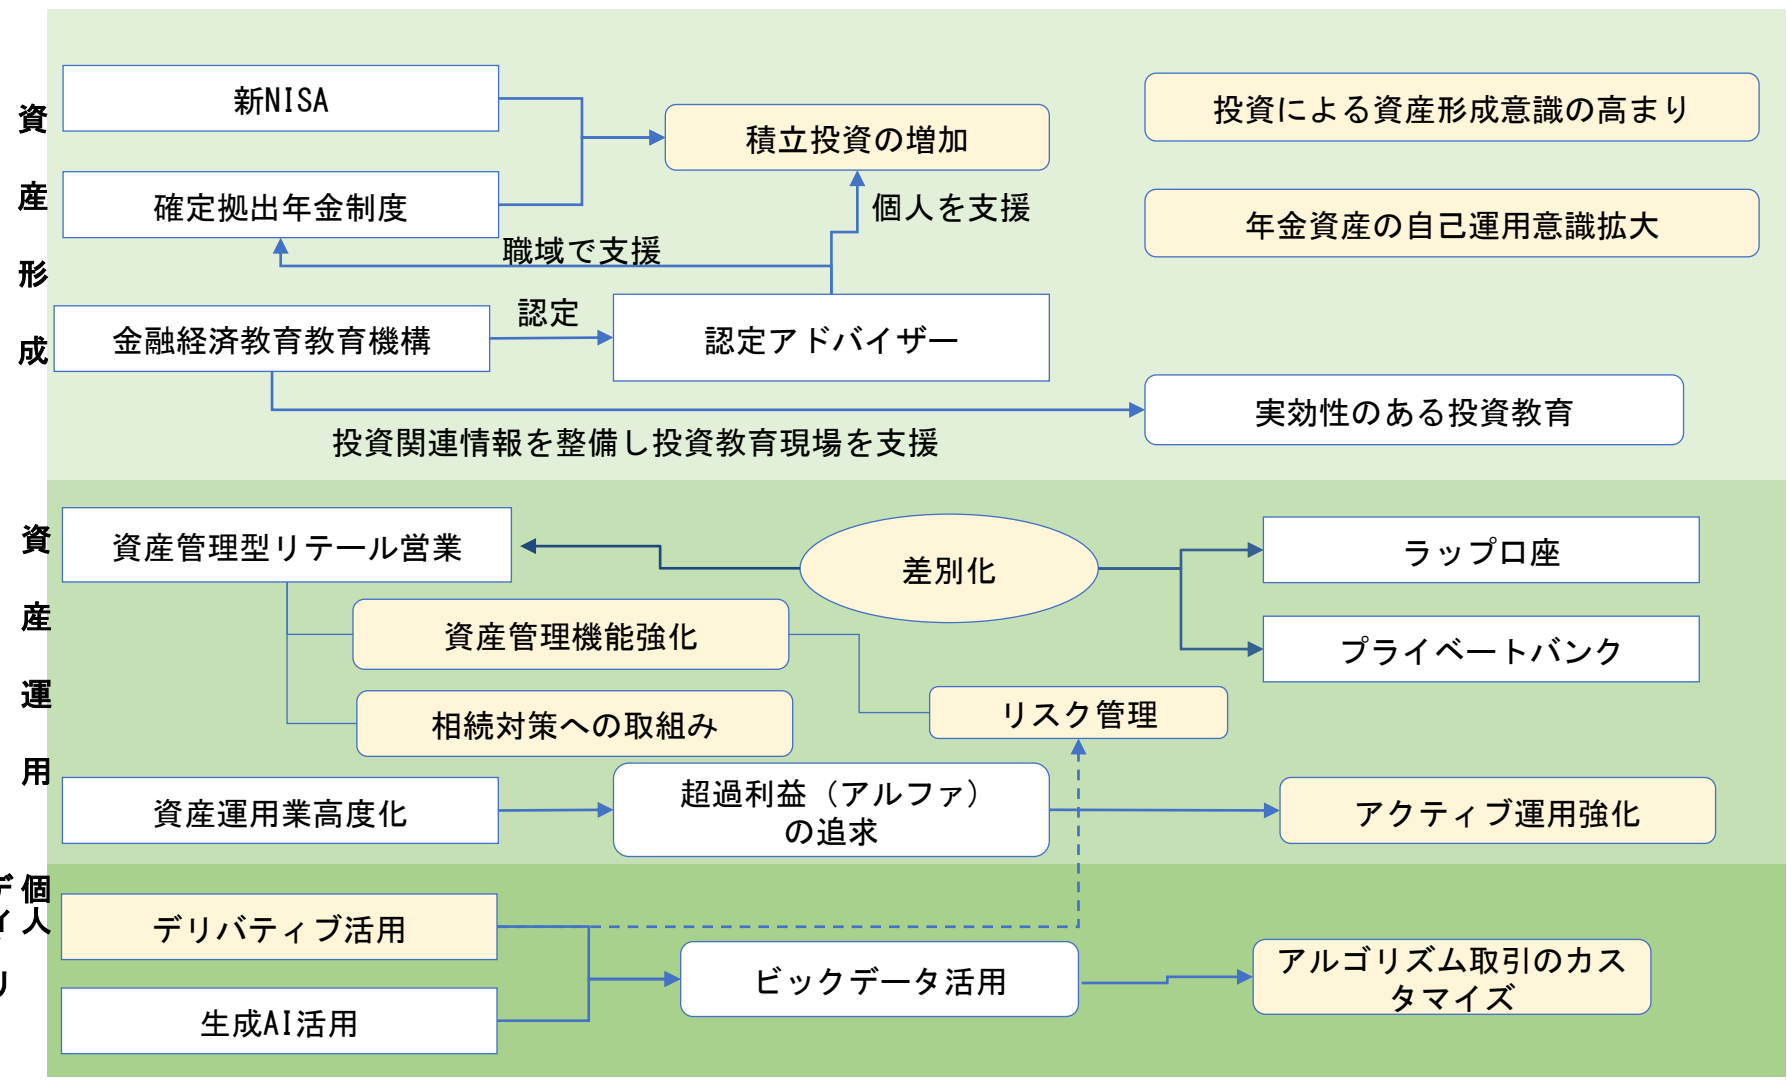 資産形成
新NISA
確定拠出年金制度
積立投資の増加
投資による資産形成意識の高まり
年金資産の自己運用意識拡大
個人を支援
職域で支援
金融経済教育教育機構
認定
認定アドバイザー
実効性のある投資教育
投資関連情報を整備し投資教育現場を支援
資産運用
資産管理型リテール営業
差別化
ラップ口座
プライベートバンク
資産管理機能強化
相続対策への取組み
リスク管理
資産運用業高度化
超過利益（アルファ）
の追求
アクティブ運用強化
個人
デリバティブ活用
生成AI活用
ビックデータ活用
アルゴリズム取引のカス
タマイズ